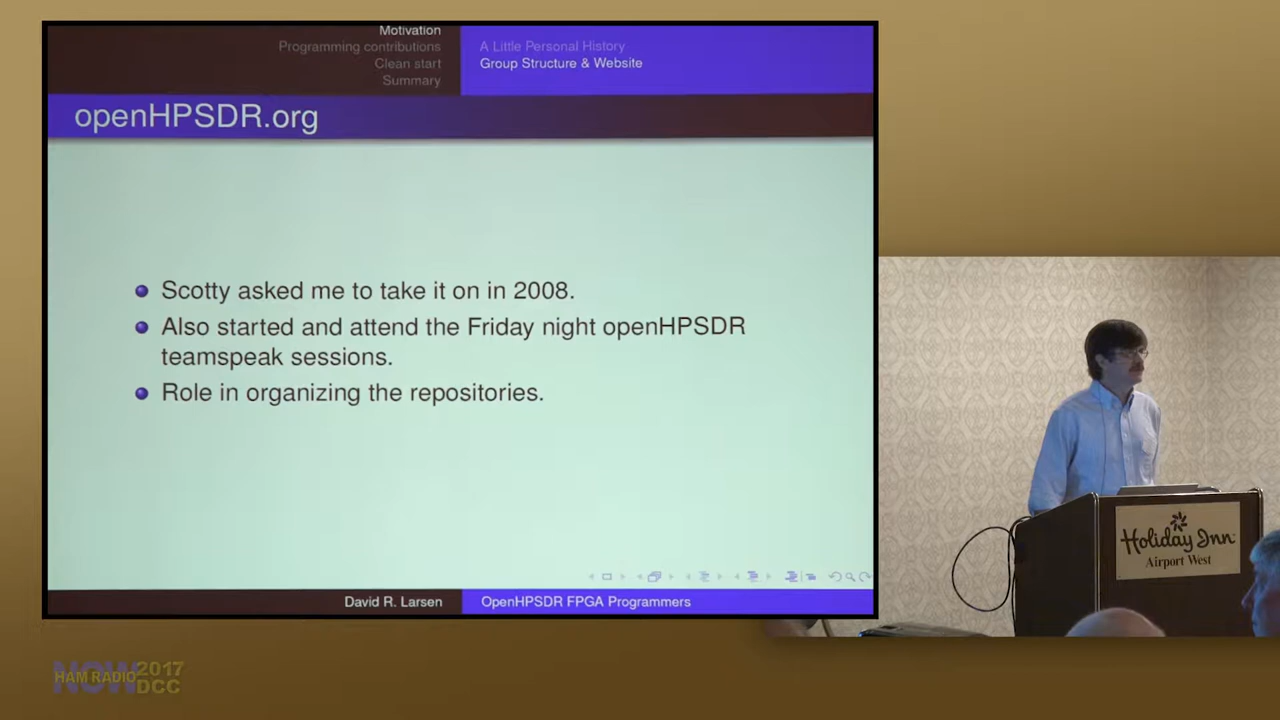 Motivation
Programming contributions
Clean start
Summary
A Little Personal History
Group Structure & Website
openHPSDR.org
Scotty asked me to take it on in 2008.
Also started and attend the Friday night openHPSDR
teamspeak sessions.
Role in organizing the repositories.
David R. Larsen
OpenHPSDR FPGA Programmers
Holiday Inn
Airport West
HAM RADIO
NOW
2017
DCC